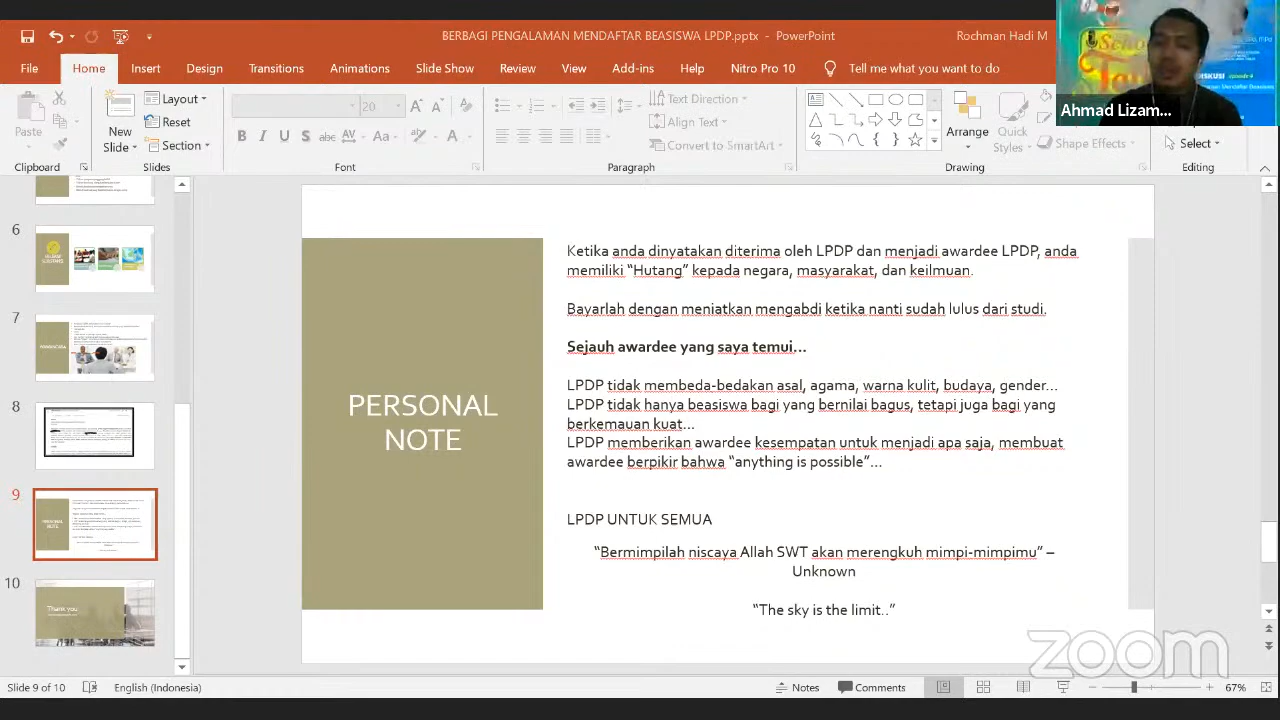 BERBAGI PENGALAMAN MENDAFTAR BEASISWA LPDP.pptx - PowerPoint
Rochman Hadi M
File Home Insert Design Transitions Animations Slide Show Review View Add-ins Help Nitro Pro 10 Tell me what you want to do
Ahmad Lizam...
Paste
New
Slide
Layout
Reset
Section
20
Text Direction
Align Text
Convert to SmartArt
Arrange
Quick
Styles
Shape Effects
Select
Clipboard Slides Font Paragraph Drawing Editing
6
7
8
9
PERSONAL
NOTE
10
Thank you
PERSONAL
NOTE
Ketika anda dinyatakan diterima oleh LPDP dan menjadi awardee LPDP, anda
memiliki “Hutang” kepada negara, masyarakat, dan keilmuan.
Bayarlah dengan meniatkan mengabdi ketika nanti sudah lulus dari studi.
Sejauh awardee yang saya temui...
LPDP tidak membeda-bedakan asal, agama, warna kulit, budaya, gender...
LPDP tidak hanya beasiswa bagi yang bernilai bagus, tetapi juga bagi yang
berkemauan kuat...
LPDP memberikan awardee kesempatan untuk menjadi apa saja, membuat
awardee berpikir bahwa “anything is possible”...
LPDP UNTUK SEMUA
“Bermimpilah niscaya Allah SWT akan merengkuh mimpi-mimpimu” –
Unknown
“The sky is the limit..”
zoom
Slide 9 of 10 English (Indonesia) Notes Comments 67%